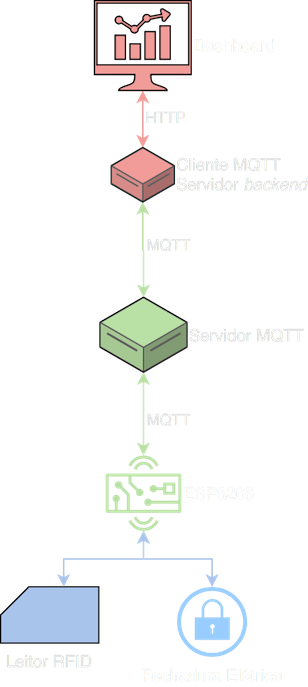 Dashboard
HTTP
Cliente MQTT
Servidor backend
MQTT
Servidor MQTT
MQTT
ESP8266
Leitor RFID
Fechadura Elétrica